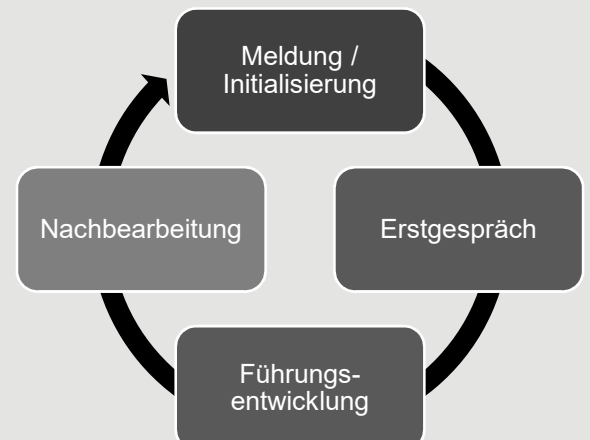 Meldung /
Initialisierung
Nachbearbeitung
Erstgespräch
Führungs-
entwicklung